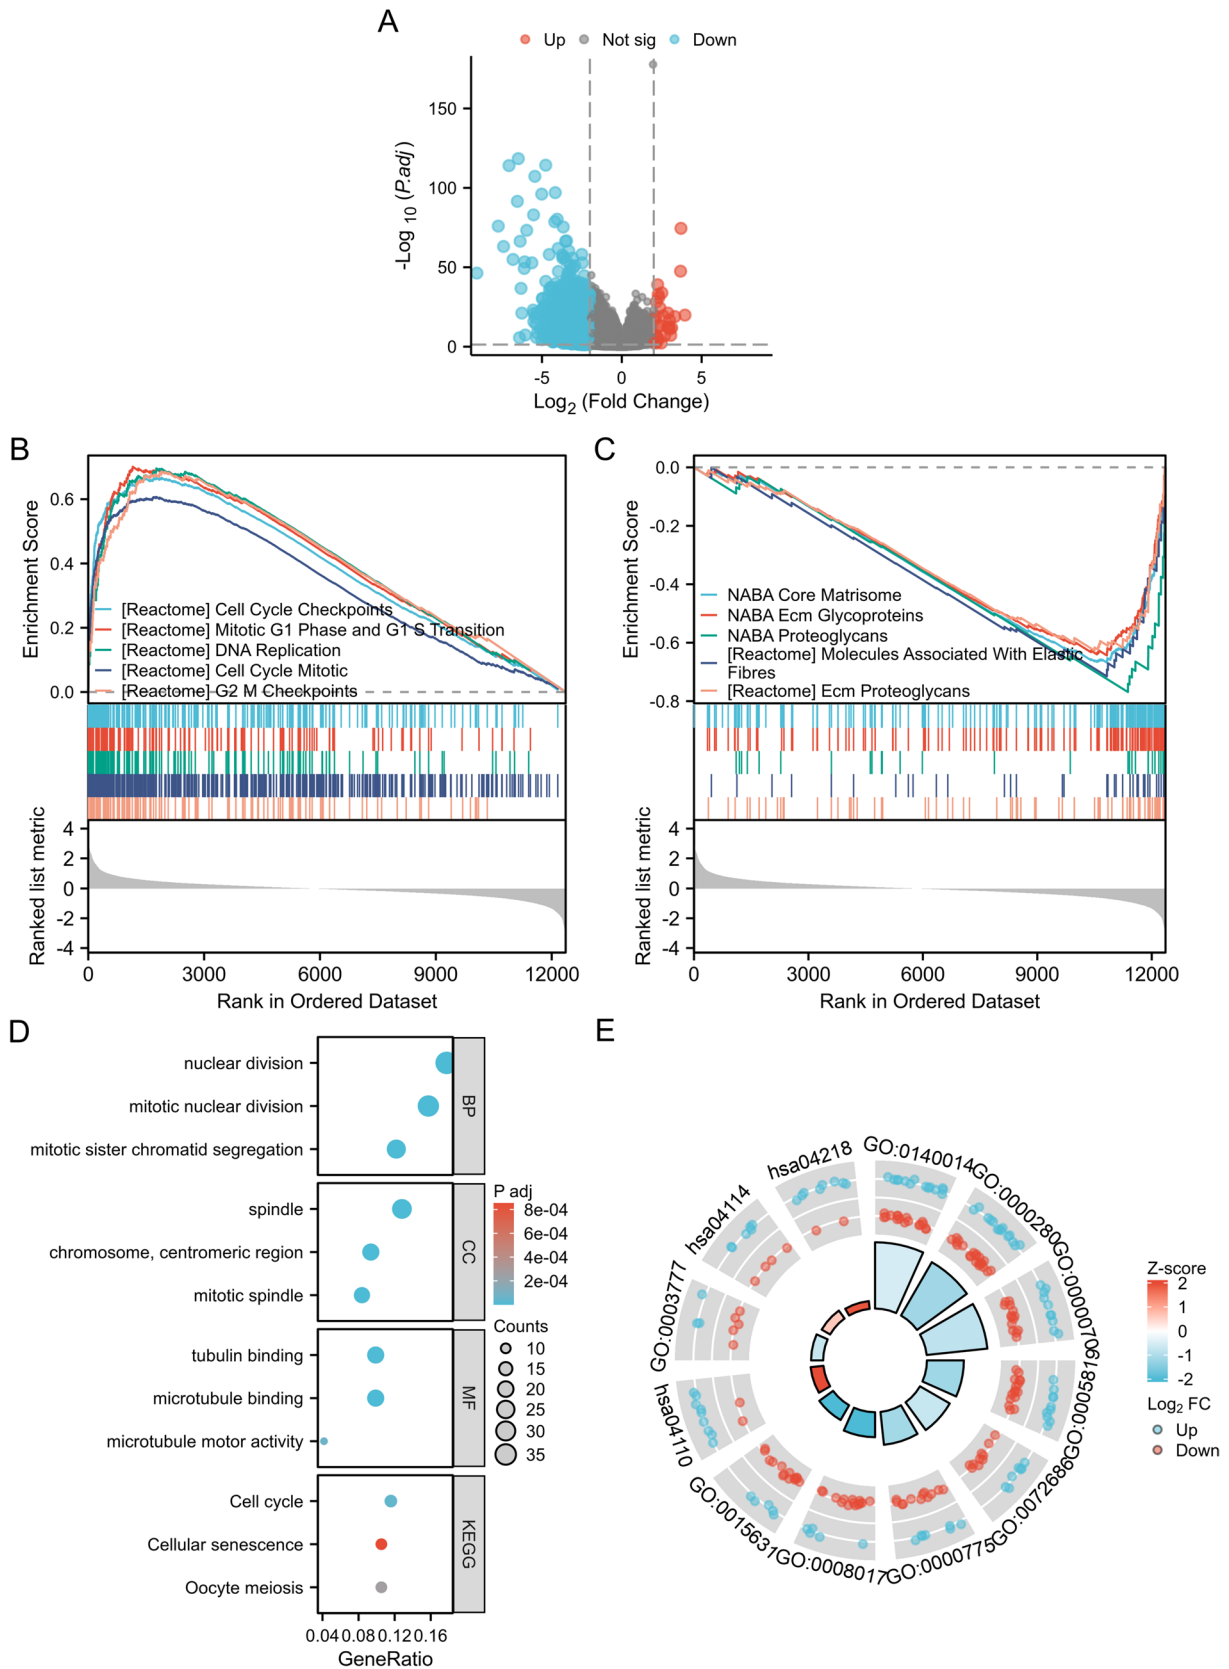 A
Up Not sig Down
-Log 10 (P.adj)
150
100
50
0
-5 0 5
Log2 (Fold Change)
B
Enrichment Score
0.6
0.4
0.2
0.0
[Reactome] Cell Cycle Checkpoints
[Reactome] Mitotic G1 Phase and G1 S Transition
[Reactome] DNA Replication
[Reactome] Cell Cycle Mitotic
[Reactome] G2 M Checkpoints
Ranked list metric
4
2
0
-2
-4
0 3000 6000 9000 12000
Rank in Ordered Dataset
C
Enrichment Score
0.0
-0.2
-0.4
-0.6
-0.8
NABA Core Matrisome
NABA Ecm Glycoproteins
NABA Proteoglycans
[Reactome] Molecules Associated With Elastic
Fibres
[Reactome] Ecm Proteoglycans
Ranked list metric
4
2
0
-2
-4
0 3000 6000 9000 12000
Rank in Ordered Dataset
D
nuclear division
mitotic nuclear division
mitotic sister chromatid segregation
BP
spindle
chromosome, centromeric region
mitotic spindle
CC
tubulin binding
microtubule binding
microtubule motor activity
MF
Cell cycle
Cellular senescence
Oocyte meiosis
KEGG
0.04 0.08 0.12 0.16
GeneRatio
P adj
8e-04
6e-04
4e-04
2e-04
Counts
10
15
20
25
30
35
E
GO:0140014
GO:0000280
GO:0000070
GO:0005819
GO:0072686
GO:0000775
GO:0008017
GO:0015631
hsa04110
GO:0003777
hsa04114
hsa04218
Z-score
2
1
0
-1
-2
Log2 FC
Up
Down